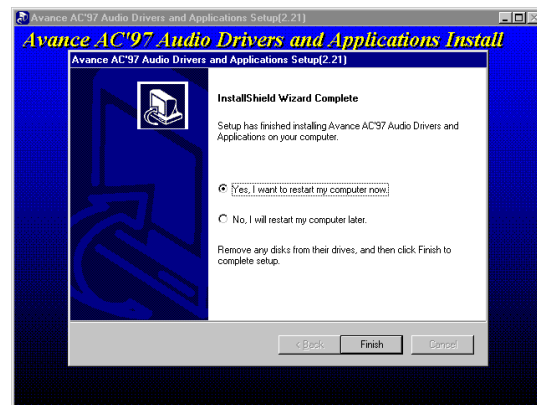 Avance AC'97 Audio Drivers and Applications Setup(2.21)
Avance AC'97 Audio Drivers and Applications Install
Avance AC'97 Audio Drivers and Applications Setup(2.21)
InstallShield Wizard Complete
Setup has finished installing Avance AC'97 Audio Drivers and
Applications on your computer.
Yes, I want to restart my computer now.
No, I will restart my computer later.
Remove any disks from their drives, and then click Finish to
complete setup.
< Back Finish Cancel